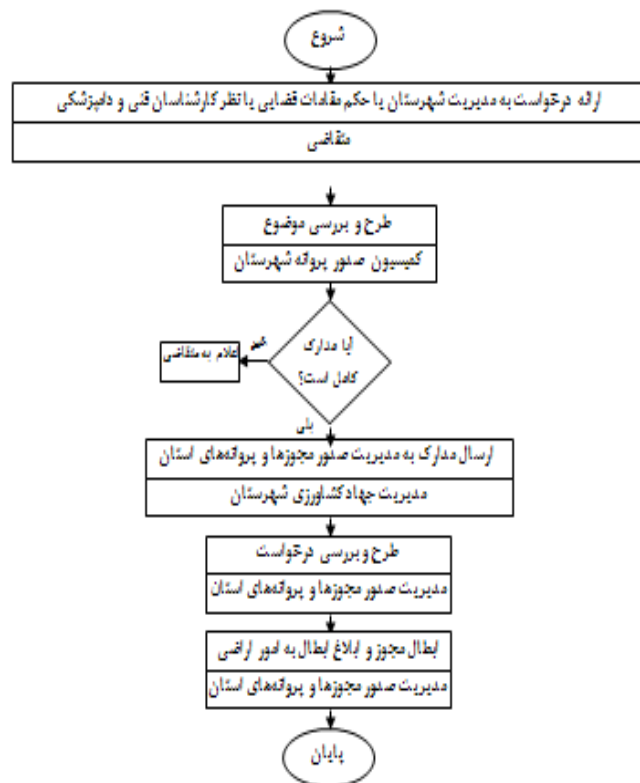 شروع
ارائه درخواست به مدیریت شهرستان یا حکم مقامات قضایی یا نظر کارشناسان فنی و دامپزشکی
متقاضی
طرح و بررسی موضوع
کمیسیون صدور پروانه شهرستان
آیا مدارک
کامل است؟
خیر
اعلام به متقاضی
بلی
ارسال مدارک به مدیریت صدور مجوزها و پروانه‌های استان
مدیریت جهاد کشاورزی شهرستان
طرح و بررسی درخواست
مدیریت صدور مجوزها و پروانه‌های استان
ابطال مجوز و ابلاغ ابطال به امور اراضی
مدیریت صدور مجوزها و پروانه‌های استان
پایان